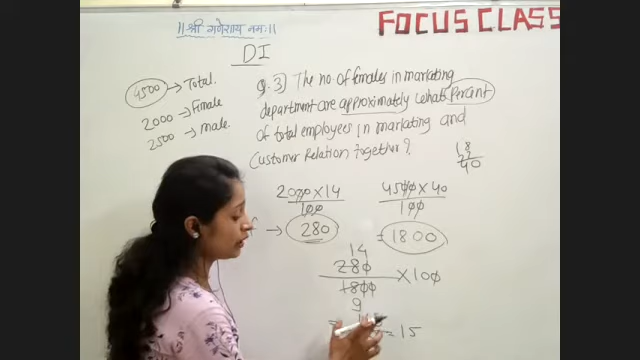 ||श्री गणेशाय नमः||
FOCUS CLASS
DI
4500 → Total.
2000 → Female
2500 → male.
Q.3) The no. of females in marketing
department are approximately what Percent
of total employees in marketing and
Customer Relation together?
18
22
40
2000 × 14
100
→ 280
4500 × 40
100
= 1800
14
280
× 100
1800
9
= 15